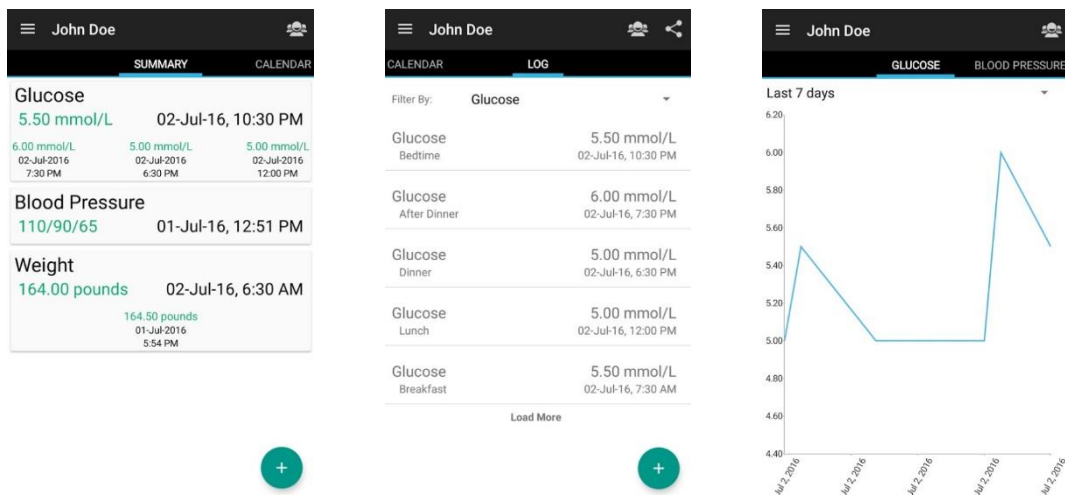 John Doe
SUMMARY CALENDAR
Glucose
5.50 mmol/L 02-Jul-16, 10:30 PM
6.00 mmol/L 5.00 mmol/L 5.00 mmol/L
02-Jul-2016 02-Jul-2016 02-Jul-2016
7:30 PM 6:30 PM 12:00 PM
Blood Pressure
110/90/65 01-Jul-16, 12:51 PM
Weight
164.00 pounds 02-Jul-16, 6:30 AM
164.50 pounds
01-Jul-2016
5:54 PM
+
John Doe
CALENDAR LOG
Filter By: Glucose
Glucose 5.50 mmol/L
Bedtime 02-Jul-16, 10:30 PM
Glucose 6.00 mmol/L
After Dinner 02-Jul-16, 7:30 PM
Glucose 5.00 mmol/L
Dinner 02-Jul-16, 6:30 PM
Glucose 5.00 mmol/L
Lunch 02-Jul-16, 12:00 PM
Glucose 5.50 mmol/L
Breakfast 02-Jul-16, 7:30 AM
Load More
+
John Doe
GLUCOSE BLOOD PRESSURE
Last 7 days
6.20
6.00
5.80
5.60
5.40
5.20
5.00
4.80
4.60
4.40
Jul 2, 2016 Jul 2, 2016 Jul 2, 2016 Jul 2, 2016 Jul 2, 2016